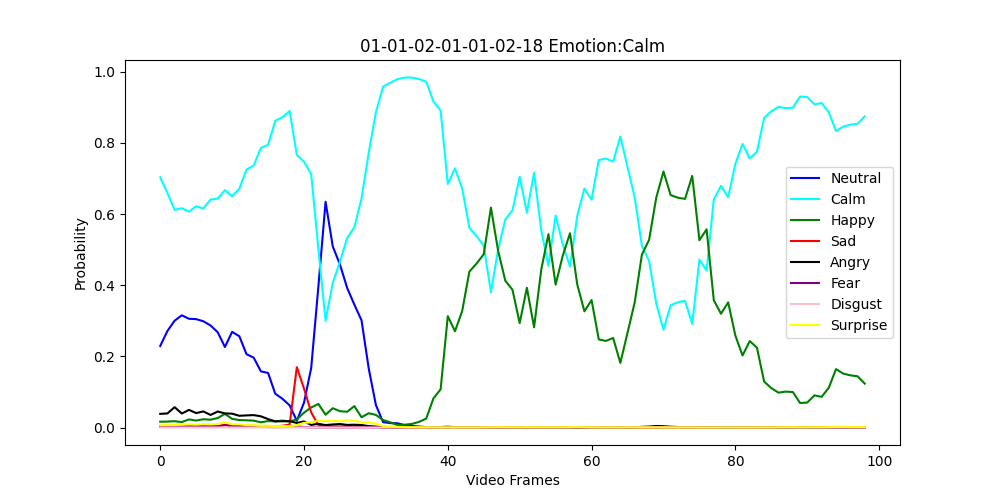 01-01-02-01-01-02-18 Emotion:Calm
1.0
0.8
0.6
0.4
0.2
0.0
Probability
0 20 40 60 80 100
Video Frames
Neutral
Calm
Happy
Sad
Angry
Fear
Disgust
Surprise